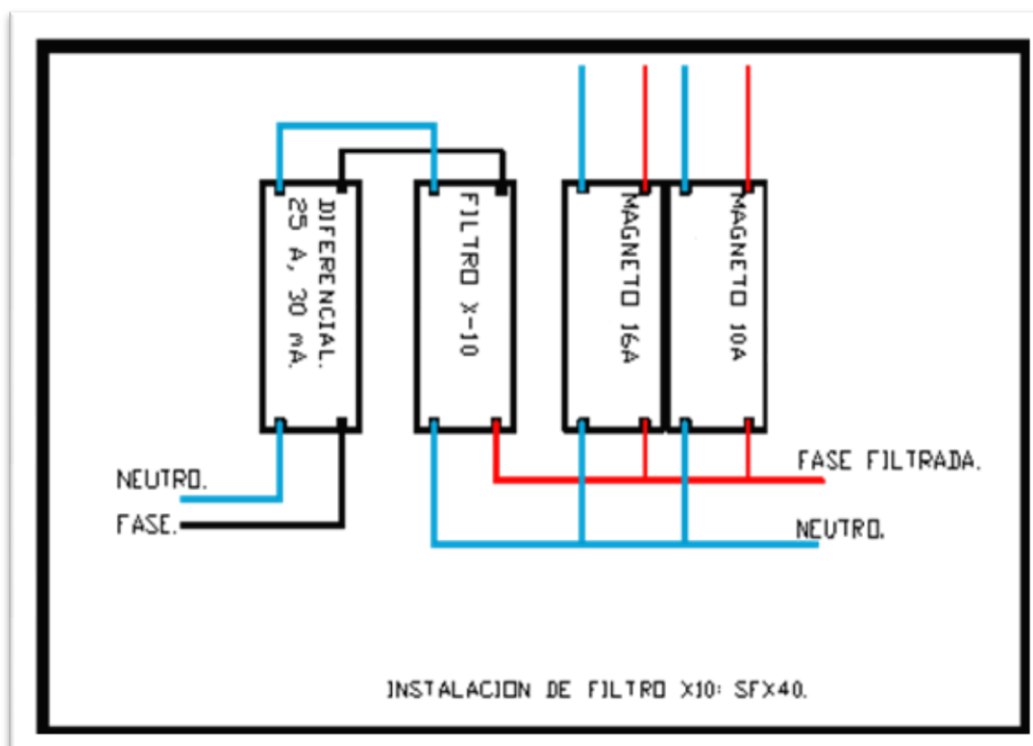 DIFERENCIAL.
25 A, 30 mA.
FILTRO X-10
MAGNETO 16A
MAGNETO 10A
NEUTRO.
FASE.
FASE FILTRADA.
NEUTRO.
INSTALACION DE FILTRO X10: SFX40.